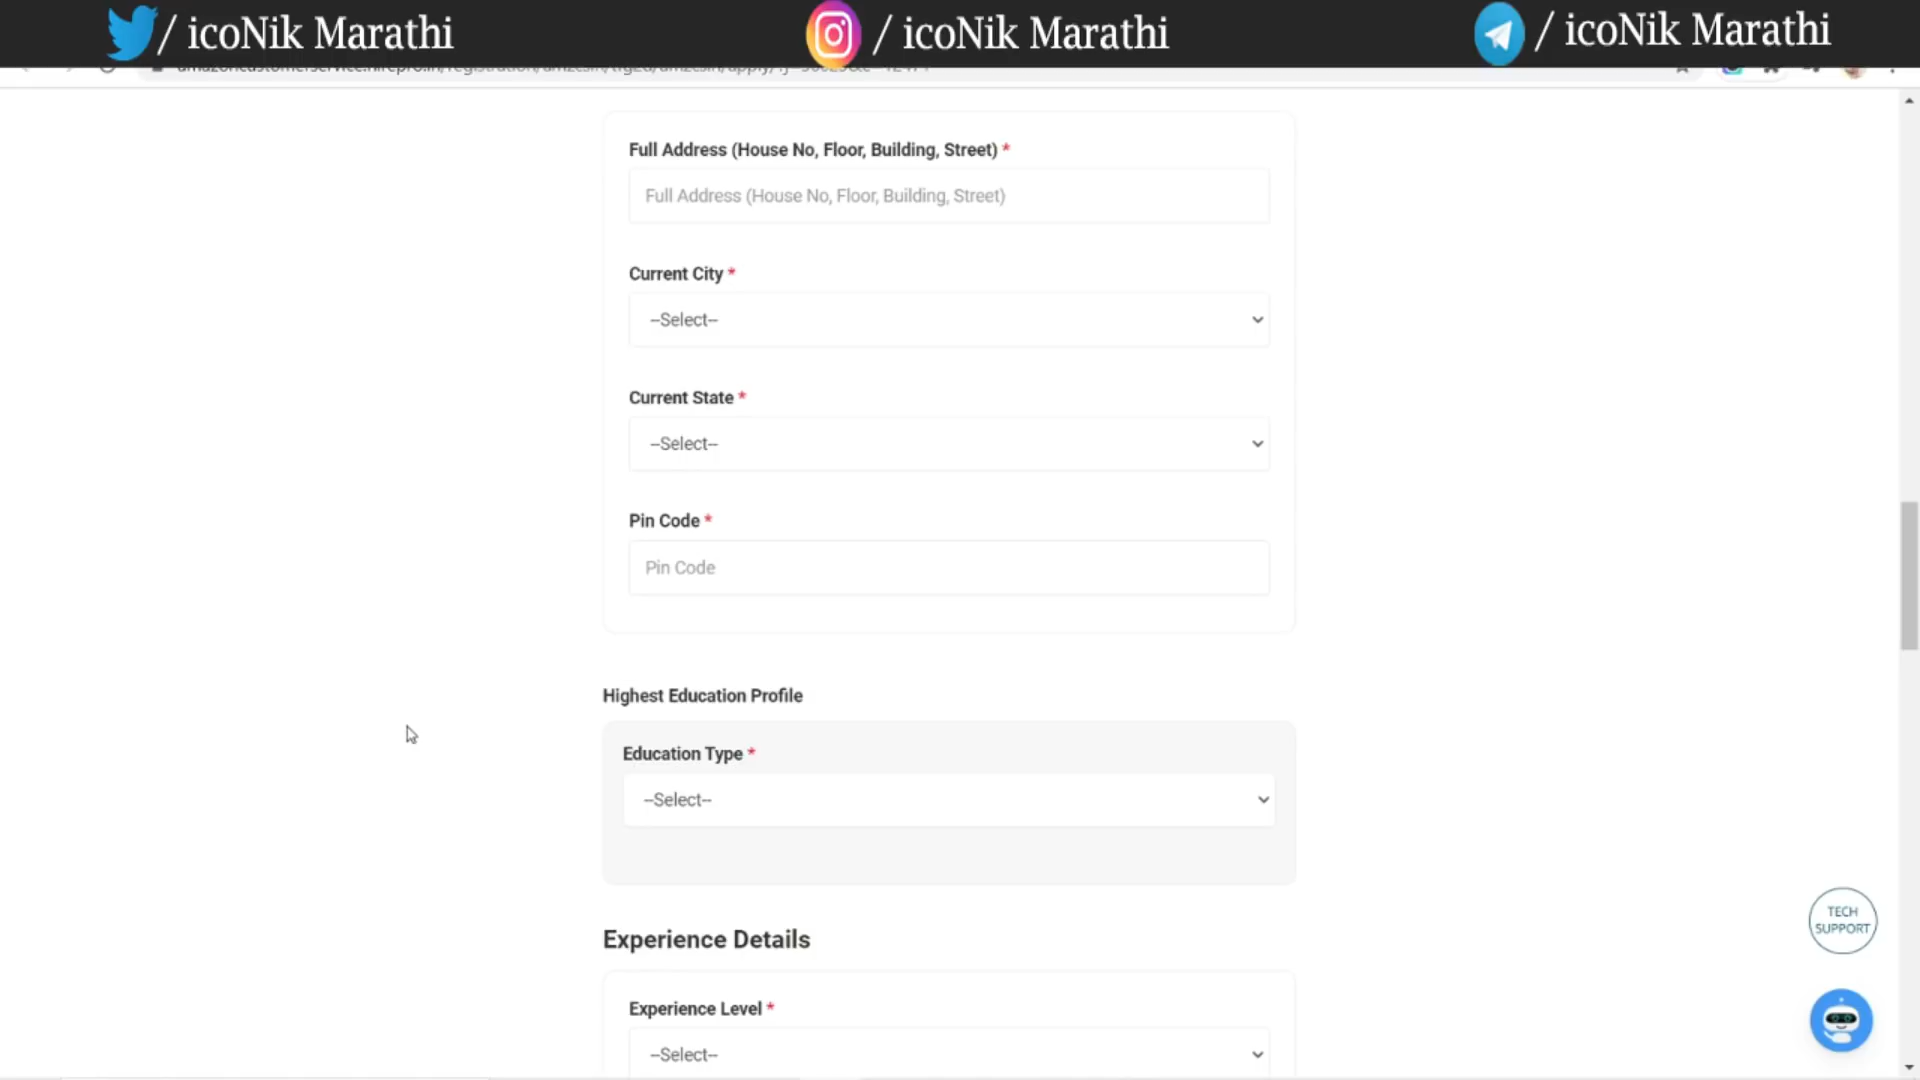 / icoNik Marathi
/ icoNik Marathi
/ icoNik Marathi
Full Address (House No, Floor, Building, Street) *
Full Address (House No, Floor, Building, Street)
Current City *
--Select--
Current State *
--Select--
Pin Code *
Pin Code
Highest Education Profile
Education Type *
--Select--
Experience Details
Experience Level *
--Select--
TECH
SUPPORT